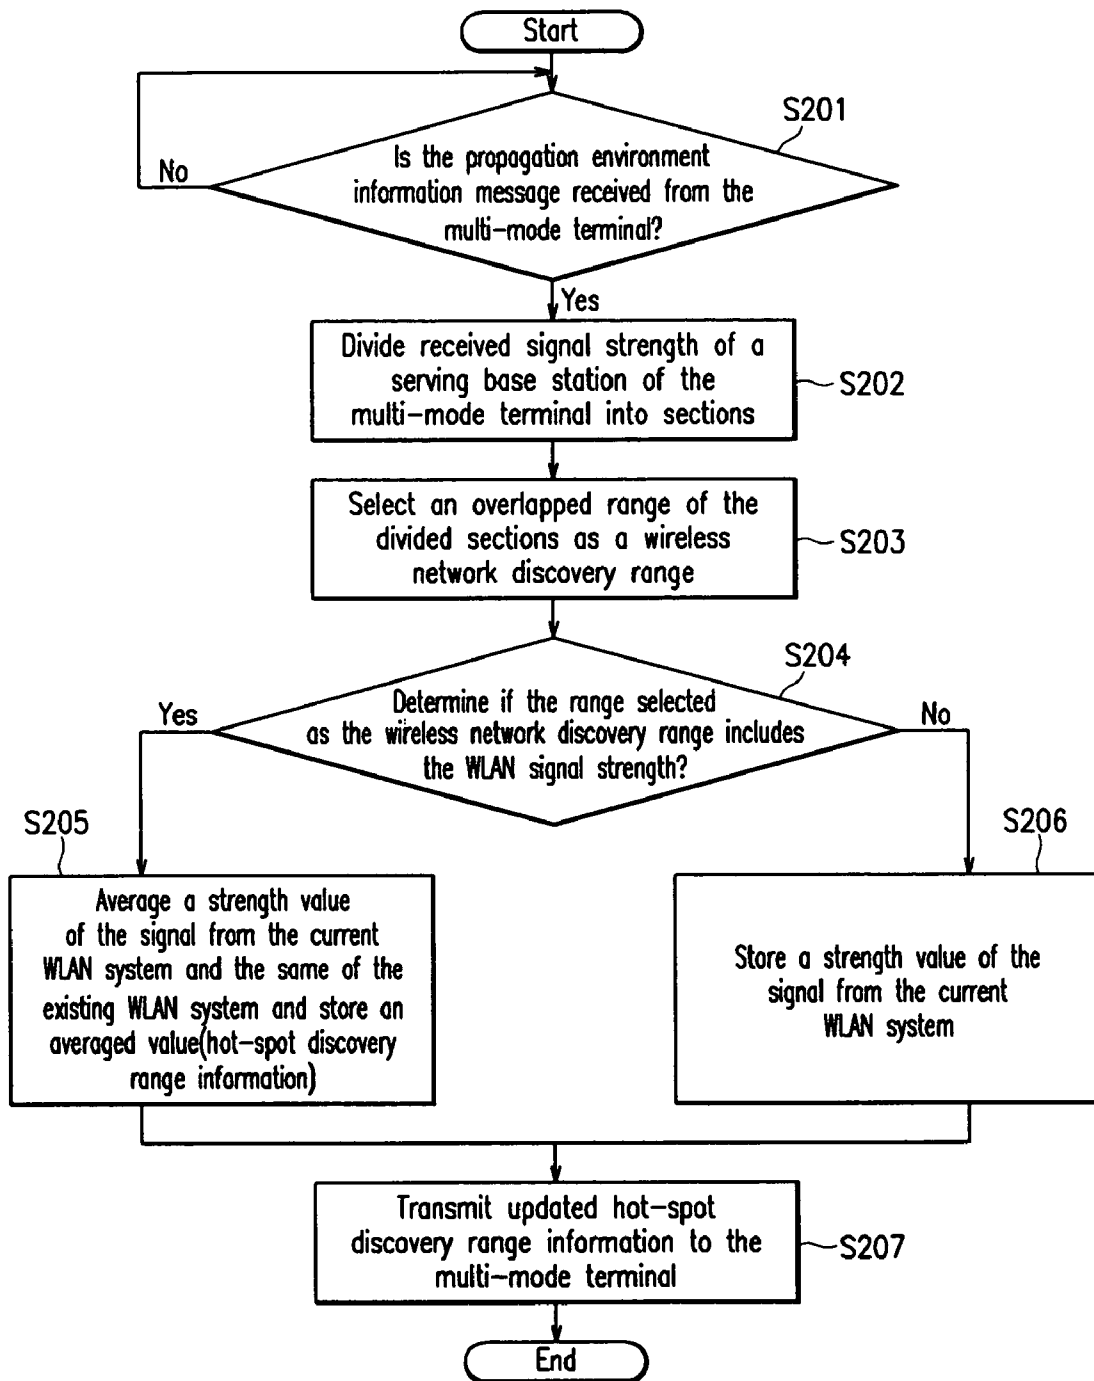 Start
S201
Is the propagation environment
information message received from the
multi-mode terminal?
No
Yes
Divide received signal strength of a
serving base station of the
multi-mode terminal into sections
S202
Select an overlapped range of the
divided sections as a wireless
network discovery range
S203
S204
Determine if the range selected
as the wireless network discovery range includes
the WLAN signal strength?
Yes
No
S205
Average a strength value
of the signal from the current
WLAN system and the same of the
existing WLAN system and store an
averaged value(hot-spot discovery
range information)
S206
Store a strength value of the
signal from the current
WLAN system
Transmit updated hot-spot
discovery range information to the
multi-mode terminal
S207
End